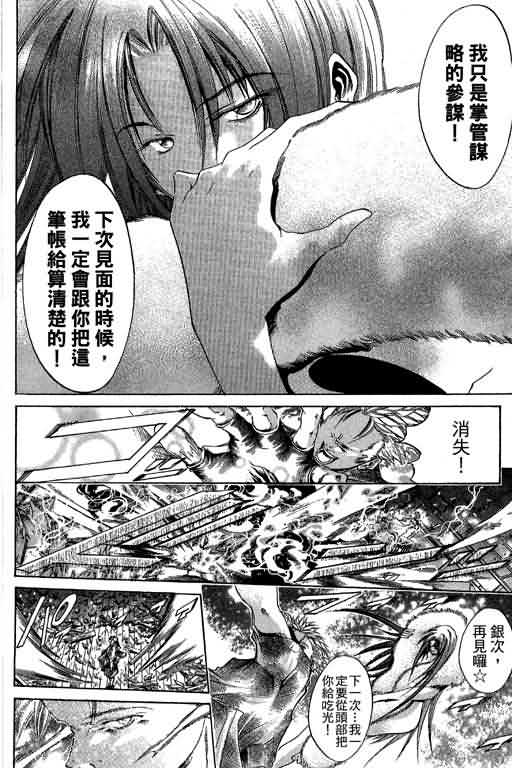 我只是掌管謀
略的參謀！
下次見面的時候，
我一定會跟你把這
筆帳給算清楚的！
消失！
銀次，
再見囉☆
下一次…我一
定要從頭部把
你給吃光！